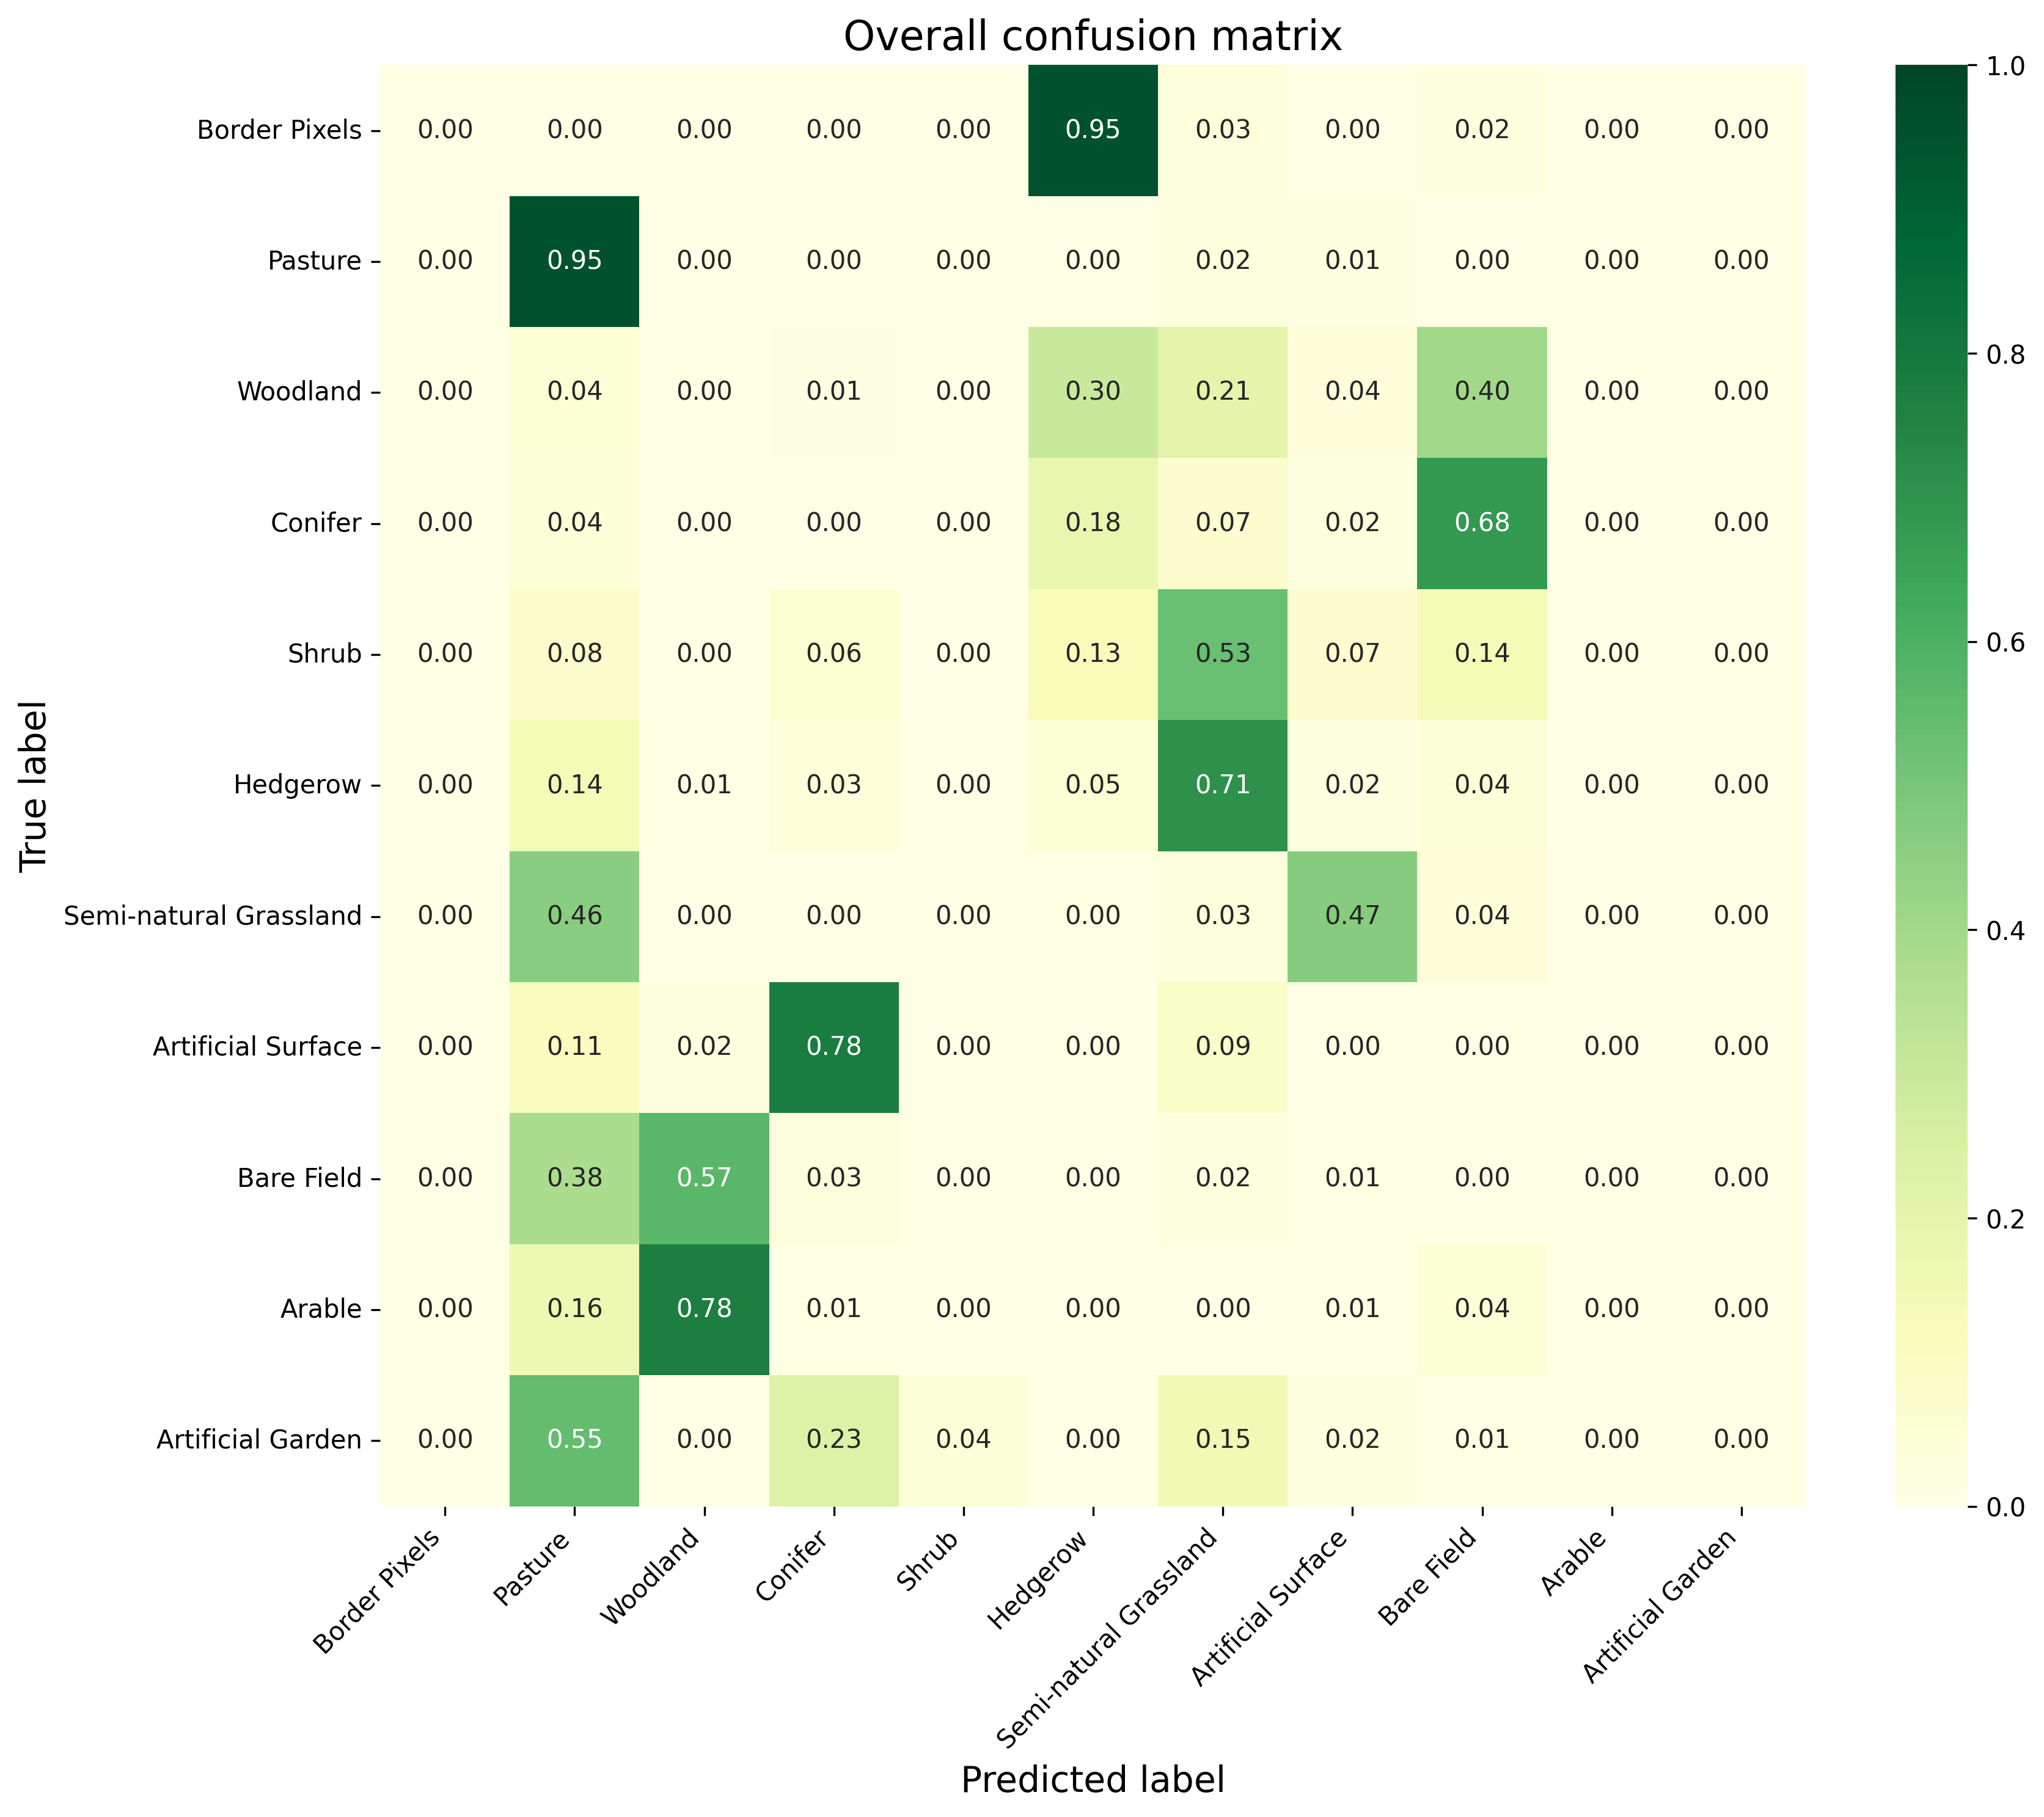 Overall confusion matrix
True label
Border Pixels 0.00 0.00 0.00 0.00 0.00 0.95 0.03 0.00 0.02 0.00 0.00
Pasture 0.00 0.95 0.00 0.00 0.00 0.00 0.02 0.01 0.00 0.00 0.00
Woodland 0.00 0.04 0.00 0.01 0.00 0.30 0.21 0.04 0.40 0.00 0.00
Conifer 0.00 0.04 0.00 0.00 0.00 0.18 0.07 0.02 0.68 0.00 0.00
Shrub 0.00 0.08 0.00 0.06 0.00 0.13 0.53 0.07 0.14 0.00 0.00
Hedgerow 0.00 0.14 0.01 0.03 0.00 0.05 0.71 0.02 0.04 0.00 0.00
Semi-natural Grassland 0.00 0.46 0.00 0.00 0.00 0.00 0.03 0.47 0.04 0.00 0.00
Artificial Surface 0.00 0.11 0.02 0.78 0.00 0.00 0.09 0.00 0.00 0.00 0.00
Bare Field 0.00 0.38 0.57 0.03 0.00 0.00 0.02 0.01 0.00 0.00 0.00
Arable 0.00 0.16 0.78 0.01 0.00 0.00 0.00 0.01 0.04 0.00 0.00
Artificial Garden 0.00 0.55 0.00 0.23 0.04 0.00 0.15 0.02 0.01 0.00 0.00
Border Pixels
Pasture
Woodland
Conifer
Shrub
Hedgerow
Semi-natural Grassland
Artificial Surface
Bare Field
Arable
Artificial Garden
Predicted label
1.0
0.8
0.6
0.4
0.2
0.0